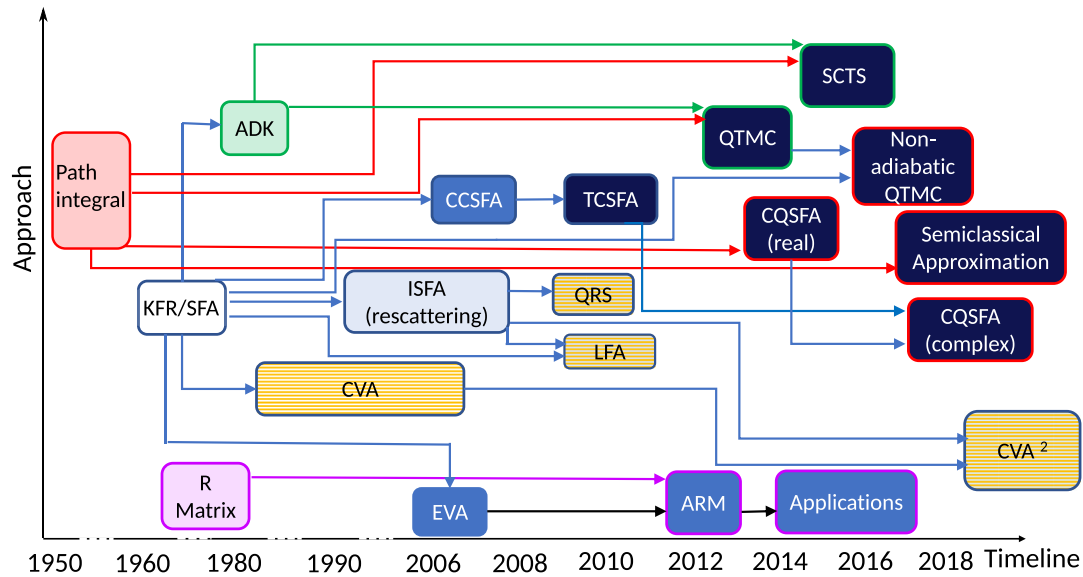 SCTS
ADK
QTMC
Non-
adiabatic
QTMC
Path
integral
CCSFA
TCSFA
CQSFA
(real)
Semiclassical
Approximation
Approach
KFR/SFA
ISFA
(rescattering)
QRS
CQSFA
(complex)
LFA
CVA
CVA 2
R
Matrix
EVA
ARM
Applications
1950 1960 1980 1990 2006 2008 2010 2012 2014 2016 2018 Timeline